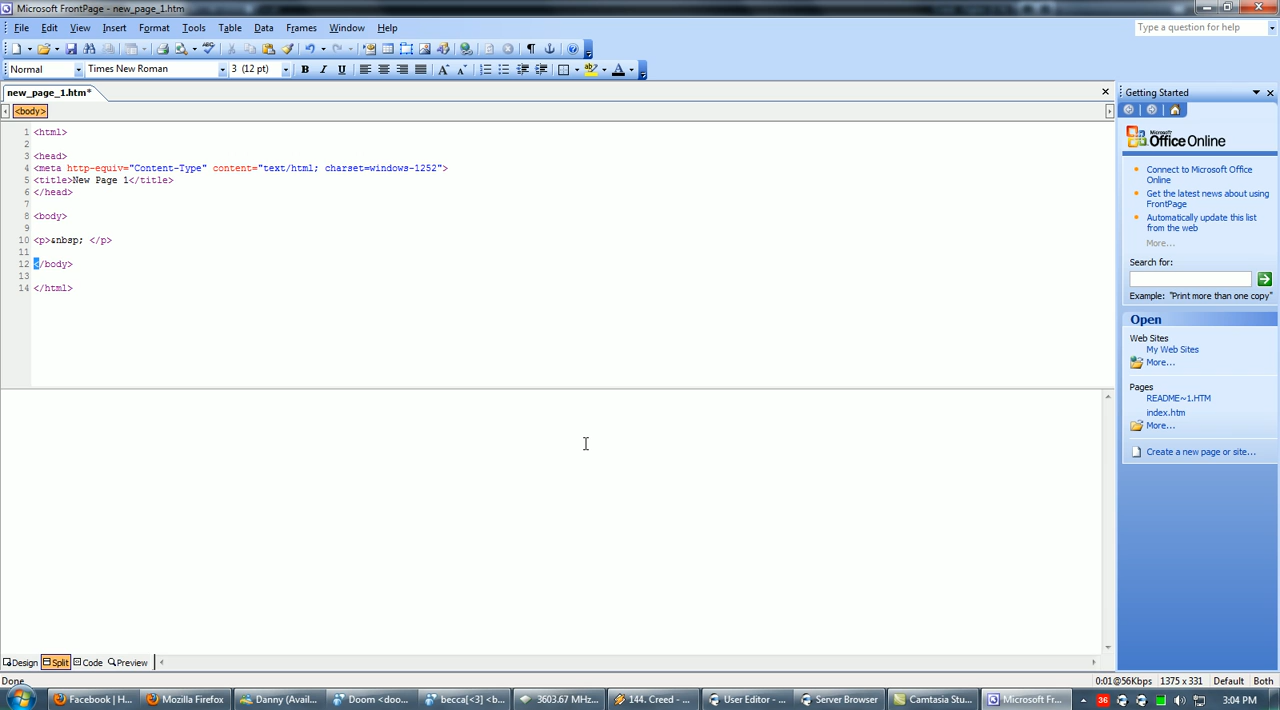 Microsoft FrontPage - new_page_1.htm
File Edit View Insert Format Tools Table Data Frames Window Help
Type a question for help
Normal Times New Roman 3 (12 pt) B I U A A A
new_page_1.htm*
<body>
1 <html>
2
3 <head>
4 <meta http-equiv="Content-Type" content="text/html; charset=windows-1252">
5 <title>New Page 1</title>
6 </head>
7
8 <body>
9
10 <p>&nbsp; </p>
11
12 </body>
13
14 </html>
Getting Started
Microsoft
Office Online
Connect to Microsoft Office
Online
Get the latest news about using
FrontPage
Automatically update this list
from the web
More...
Search for:
Example: "Print more than one copy"
Open
Web Sites
My Web Sites
More...
Pages
README~1.HTM
index.htm
More...
Create a new page or site...
Design Split Code Preview
Done
0:01@56Kbps 1375 x 331 Default Both
Facebook | H... Mozilla Firefox Danny (Avai... Doom <doo... becca[<3] <b... 3603.67 MHz... 144. Creed - ... User Editor - ... Server Browser Camtasia Stu... Microsoft Fr... 36 3:04 PM